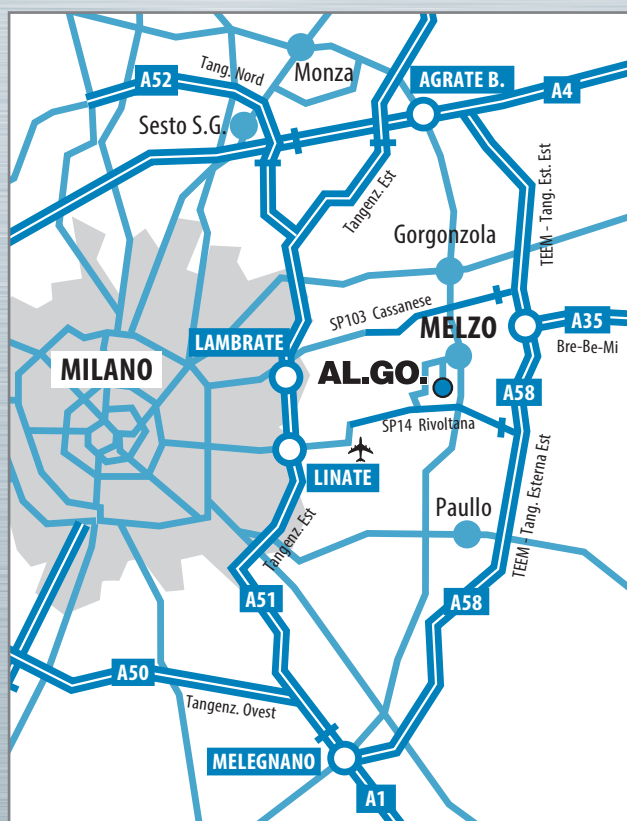 Monza
Tang. Nord
A52
AGRATE B.
A4
Sesto S.G.
Tangenz. Est
TEEM - Tang. Est. Est
Gorgonzola
SP103 Cassanese
LAMBRATE
MELZO
A35
Bre-Be-Mi
MILANO
AL.GO.
A58
SP14 Rivoltana
LINATE
Paullo
Tangenz. Est
TEEM - Tang. Esterna Est
A51
A58
A50
Tangenz. Ovest
MELEGNANO
A1